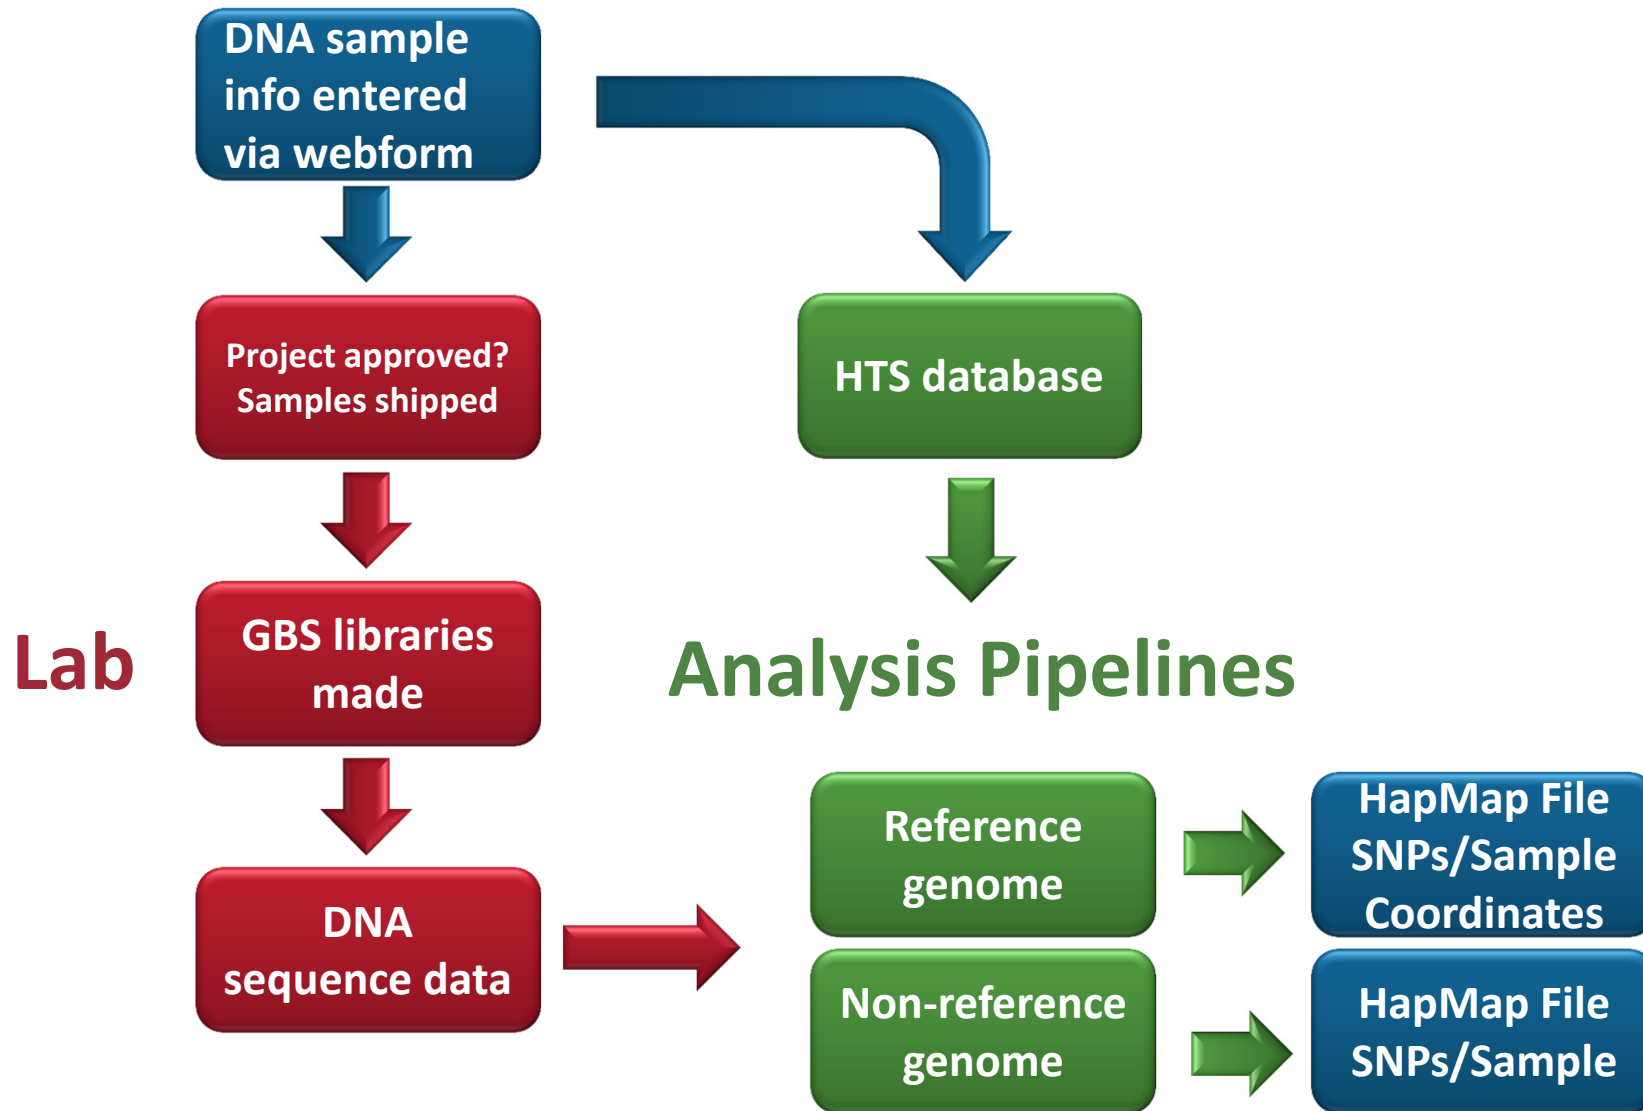 DNA sample
info entered
via webform
Project approved?
Samples shipped
HTS database
Lab
GBS libraries
made
Analysis Pipelines
DNA
sequence data
Reference
genome
HapMap File
SNPs/Sample
Coordinates
Non-reference
genome
HapMap File
SNPs/Sample